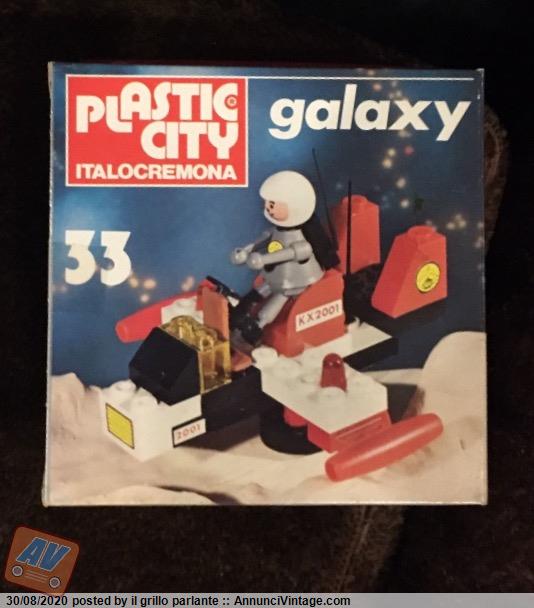 PLASTIC
CITY
ITALOCREMONA
galaxy
33
KX2001
2001
AV
30/08/2020 posted by il grillo parlante :: AnnunciVintage.com